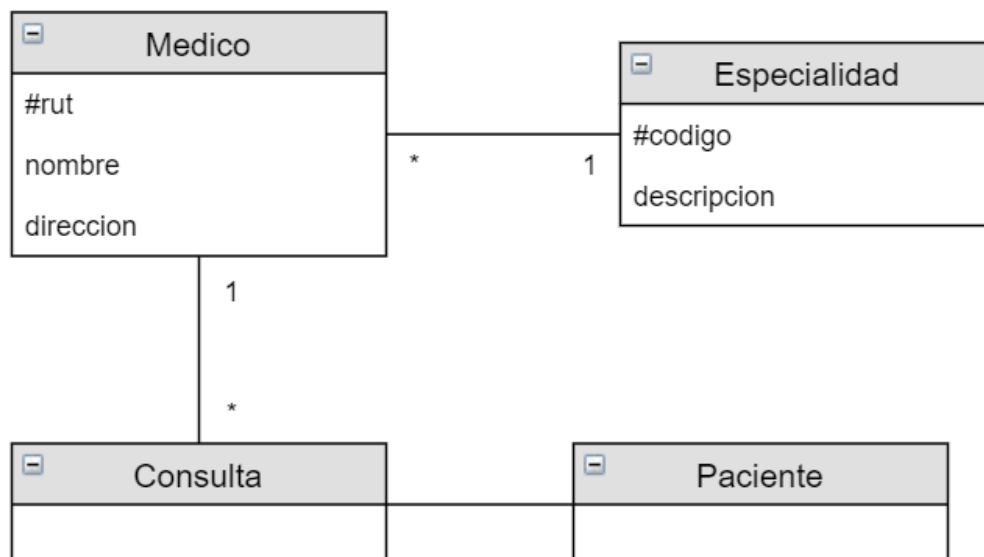 Medico
#rut
nombre
direccion
Especialidad
#codigo
descripcion
*
1
1
*
Consulta
Paciente